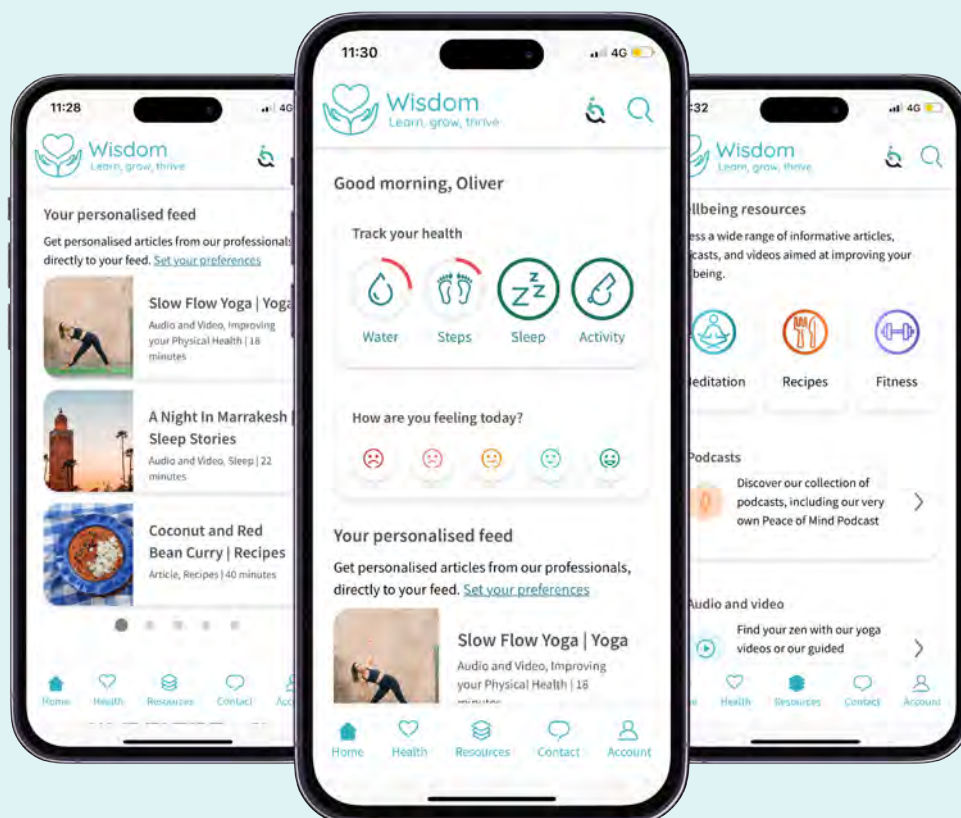 11:28
4G
Wisdom
Learn, grow, thrive
Your personalised feed
Get personalised articles from our professionals
directly to your feed. Set your preferences
Slow Flow Yoga | Yoga
Audio and Video, Improving
your Physical Health | 18
minutes
A Night In Marrakesh |
Sleep Stories
Audio and Video, Sleep | 22
minutes
Coconut and Red
Bean Curry | Recipes
Article, Recipes | 40 minutes
Home
Health
Resources
Contact
11:30
4G
Wisdom
Learn, grow, thrive
Good morning, Oliver
Track your health
Water
Steps
Sleep
Activity
How are you feeling today?
Your personalised feed
Get personalised articles from our professionals,
directly to your feed. Set your preferences
Slow Flow Yoga | Yoga
Audio and Video, Improving
your Physical Health | 18
minutes
Home
Health
Resources
Contact
Account
:32
4G
Wisdom
Learn, grow, thrive
llbeing resources
ess a wide range of informative articles,
casts, and videos aimed at improving your
being.
editation
Recipes
Fitness
Podcasts
Discover our collection of
podcasts, including our very
own Peace of Mind Podcast
Audio and video
Find your zen with our yoga
videos or our guided
Health
Resources
Contact
Account